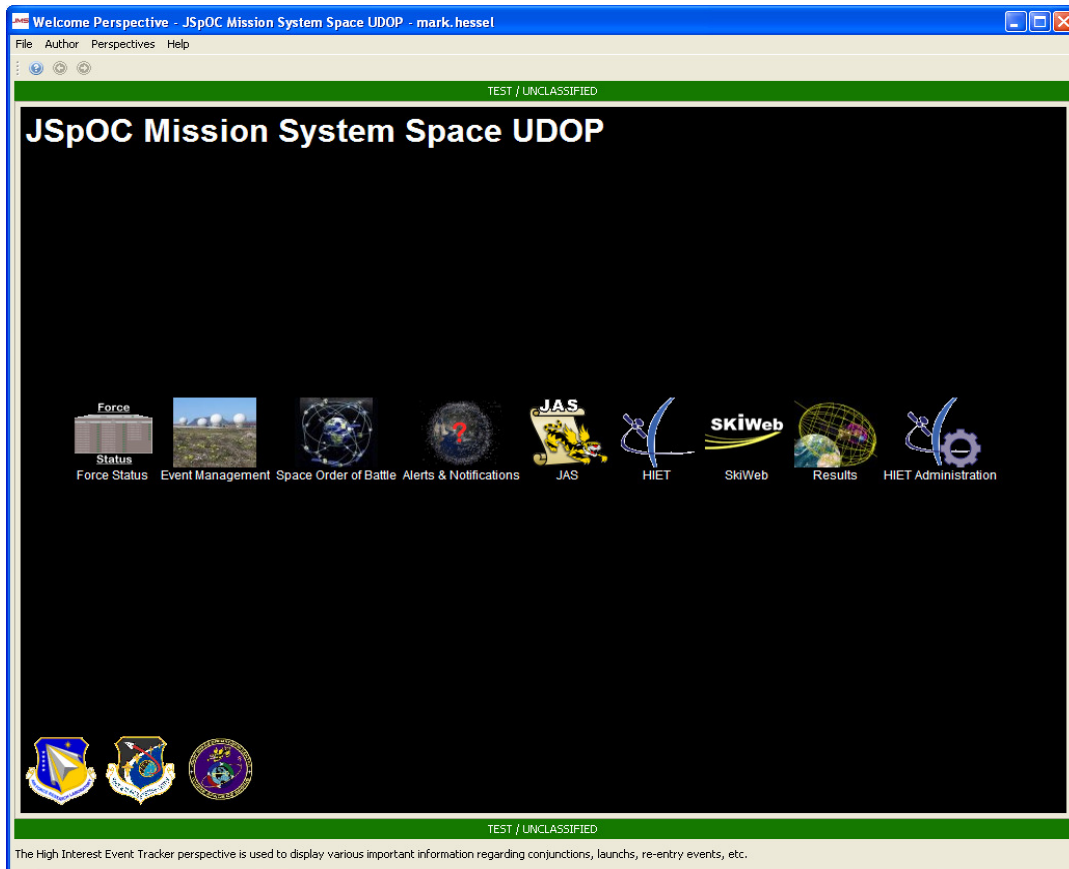 JMS Welcome Perspective - JSpOC Mission System Space UDOP - mark.hessel
File Author Perspectives Help
TEST / UNCLASSIFIED
JSpOC Mission System Space UDOP
Force
Status
J.A.S.
SKiWeb
Force Status Event Management Space Order of Battle Alerts & Notifications JAS HIET SkiWeb Results HIET Administration
TEST / UNCLASSIFIED
The High Interest Event Tracker perspective is used to display various important information regarding conjunctions, launchs, re-entry events, etc.